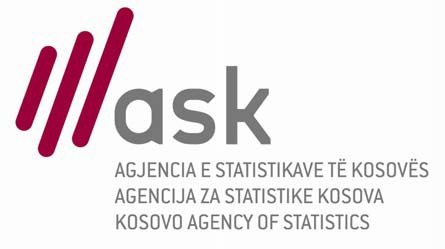 ask
AGJENCIA E STATISTIKAVE TË KOSOVËS
AGENCIJA ZA STATISTIKE KOSOVA
KOSOVO AGENCY OF STATISTICS